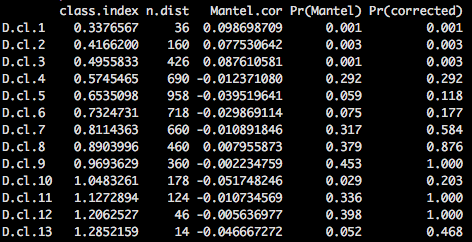 class.index n.dist Mantel.cor Pr(Mantel) Pr(corrected)
D.cl.1 0.3376567 36 0.098698709 0.001 0.001
D.cl.2 0.4166200 160 0.077530642 0.003 0.003
D.cl.3 0.4955833 426 0.087610581 0.001 0.003
D.cl.4 0.5745465 690 -0.012371080 0.292 0.292
D.cl.5 0.6535098 958 -0.039519641 0.059 0.118
D.cl.6 0.7324731 718 -0.029869114 0.075 0.177
D.cl.7 0.8114363 660 -0.010891846 0.317 0.584
D.cl.8 0.8903996 460 0.007955873 0.379 0.876
D.cl.9 0.9693629 360 -0.002234759 0.453 1.000
D.cl.10 1.0483261 178 -0.051748246 0.029 0.203
D.cl.11 1.1272894 124 -0.010734569 0.336 1.000
D.cl.12 1.2062527 46 -0.005636977 0.398 1.000
D.cl.13 1.2852159 14 -0.046667272 0.052 0.468